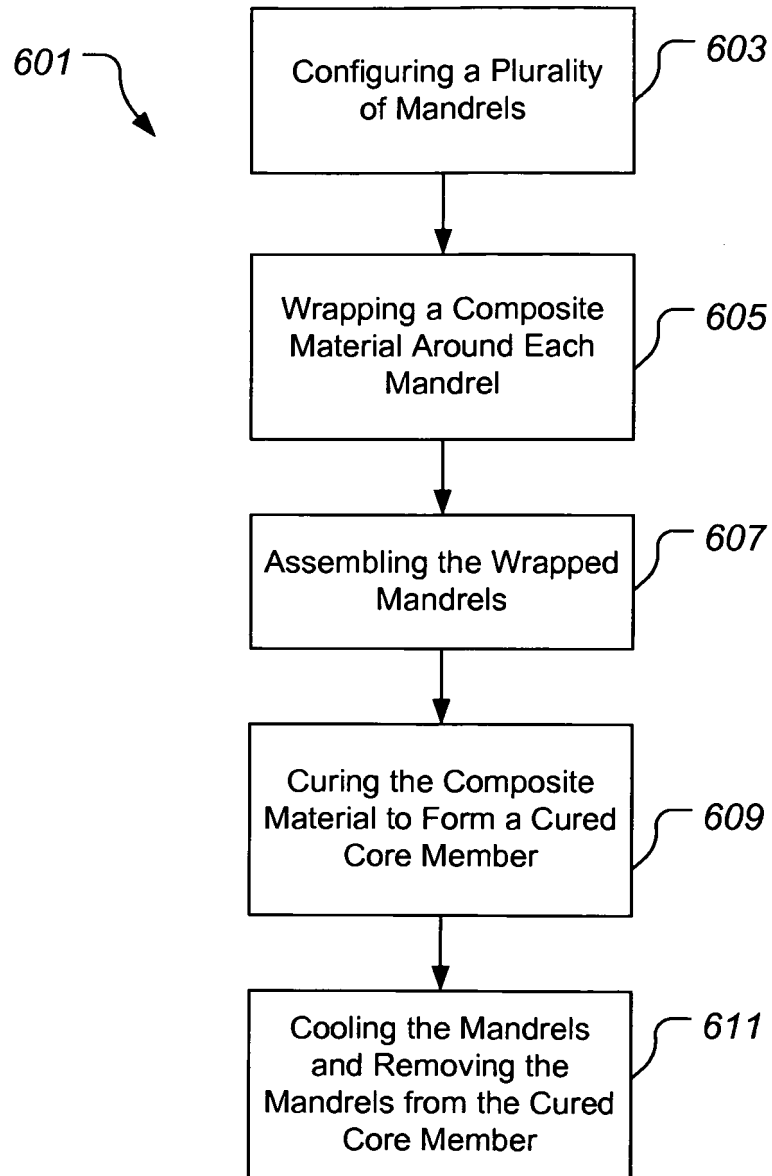 601
Configuring a Plurality
of Mandrels
603
Wrapping a Composite
Material Around Each
Mandrel
605
Assembling the Wrapped
Mandrels
607
Curing the Composite
Material to Form a Cured
Core Member
609
Cooling the Mandrels
and Removing the
Mandrels from the Cured
Core Member
611